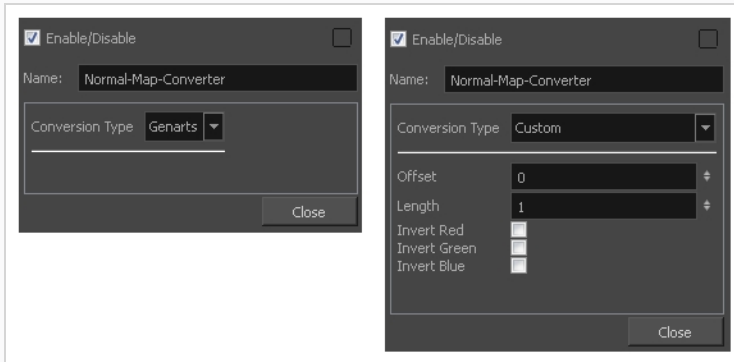 Enable/Disable
Name: Normal-Map-Converter
Conversion Type Genarts
Close
Enable/Disable
Name: Normal-Map-Converter
Conversion Type Custom
Offset 0
Length 1
Invert Red
Invert Green
Invert Blue
Close